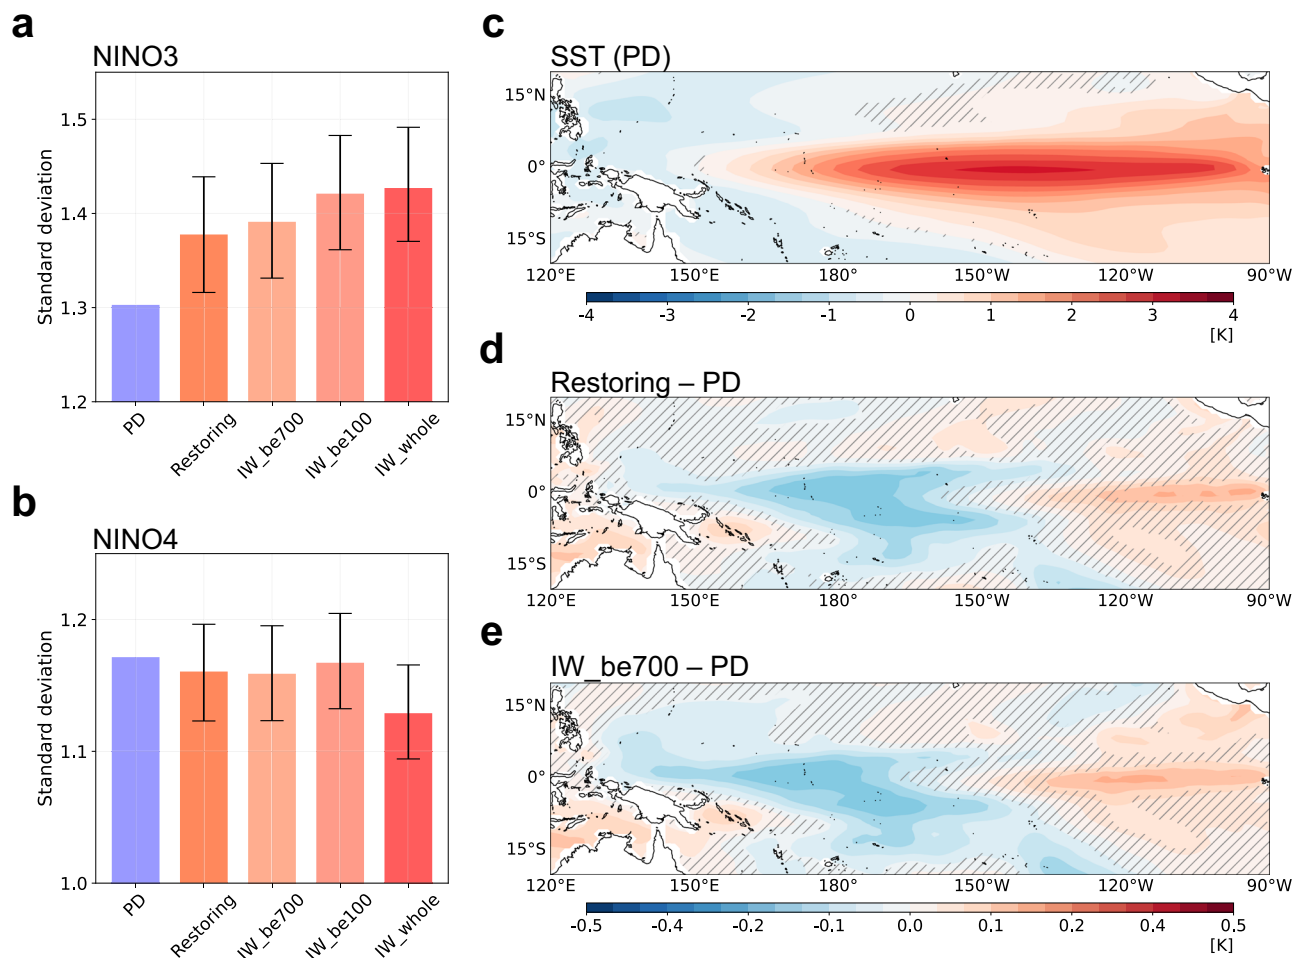 a
NINO3
Standard deviation
1.5
1.4
1.3
1.2
PD
Restoring
IW_be700
IW_be100
IW_whole
b
NINO4
Standard deviation
1.2
1.1
1.0
PD
Restoring
IW_be700
IW_be100
IW_whole
c
SST (PD)
15°N
0°
15°S
120°E 150°E 180° 150°W 120°W 90°W
-4 -3 -2 -1 0 1 2 3 4
[K]
d
Restoring – PD
15°N
0°
15°S
120°E 150°E 180° 150°W 120°W 90°W
e
IW_be700 – PD
15°N
0°
15°S
120°E 150°E 180° 150°W 120°W 90°W
-0.5 -0.4 -0.2 -0.1 0.0 0.1 0.2 0.4 0.5
[K]